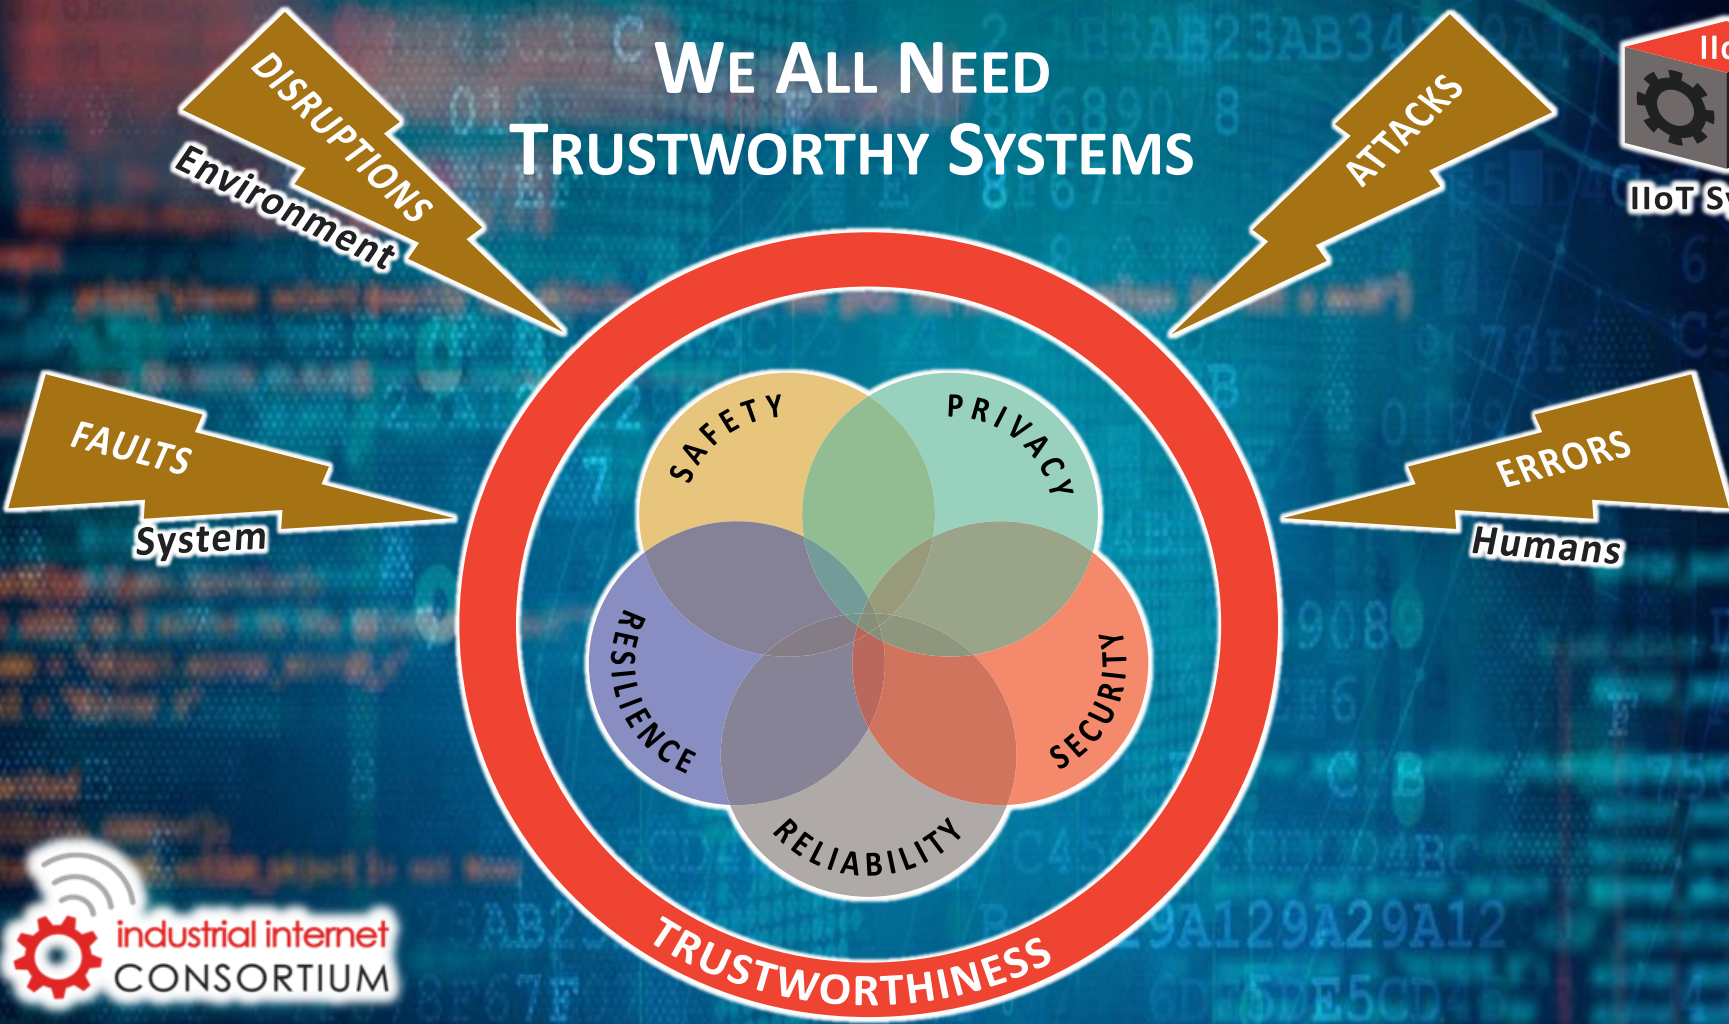 WE ALL NEED
TRUSTWORTHY SYSTEMS
DISRUPTIONS
Environment
ATTACKS
IIoT
FAULTS
System
ERRORS
Humans
SAFETY
PRIVACY
RESILIENCE
SECURITY
RELIABILITY
TRUSTWORTHINESS
industrial internet
CONSORTIUM